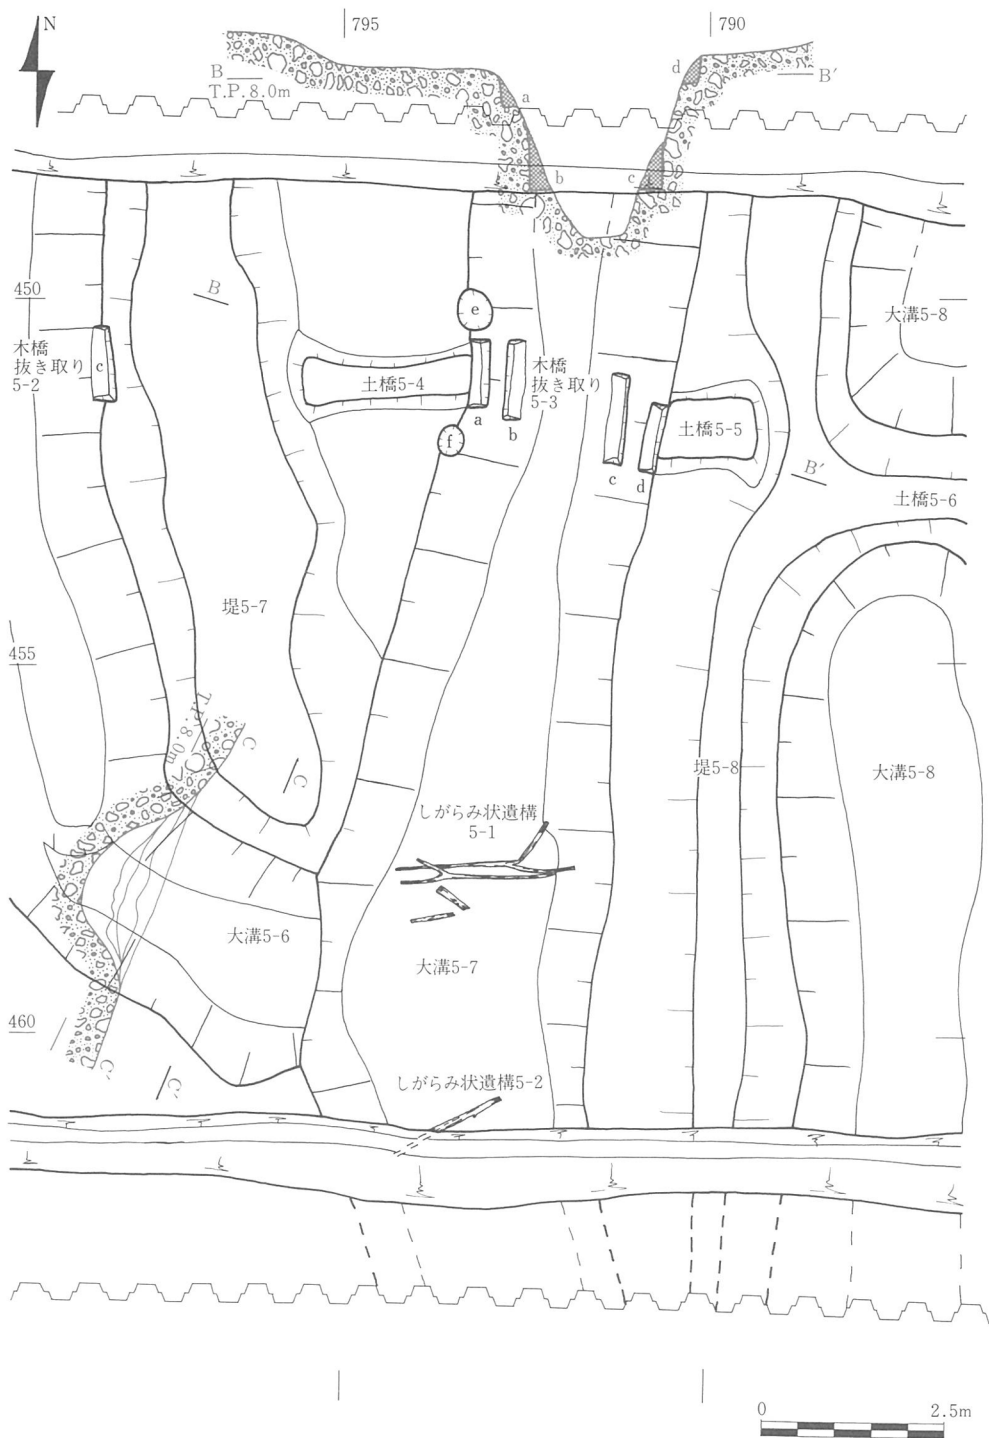 N
795
790
B
T.P.8.0m
a
b
c
d
B′
450
木橋
抜き取り
5-2
c
B
e
土橋5-4
a
b
木橋
抜き取り
5-3
f
c
d
土橋5-5
B′
大溝5-8
土橋5-6
堤5-7
455
T.P.8.0m
C
C
堤5-8
大溝5-8
しがらみ状遺構
5-1
大溝5-6
大溝5-7
460
C′
C′
しがらみ状遺構5-2
0
2.5m